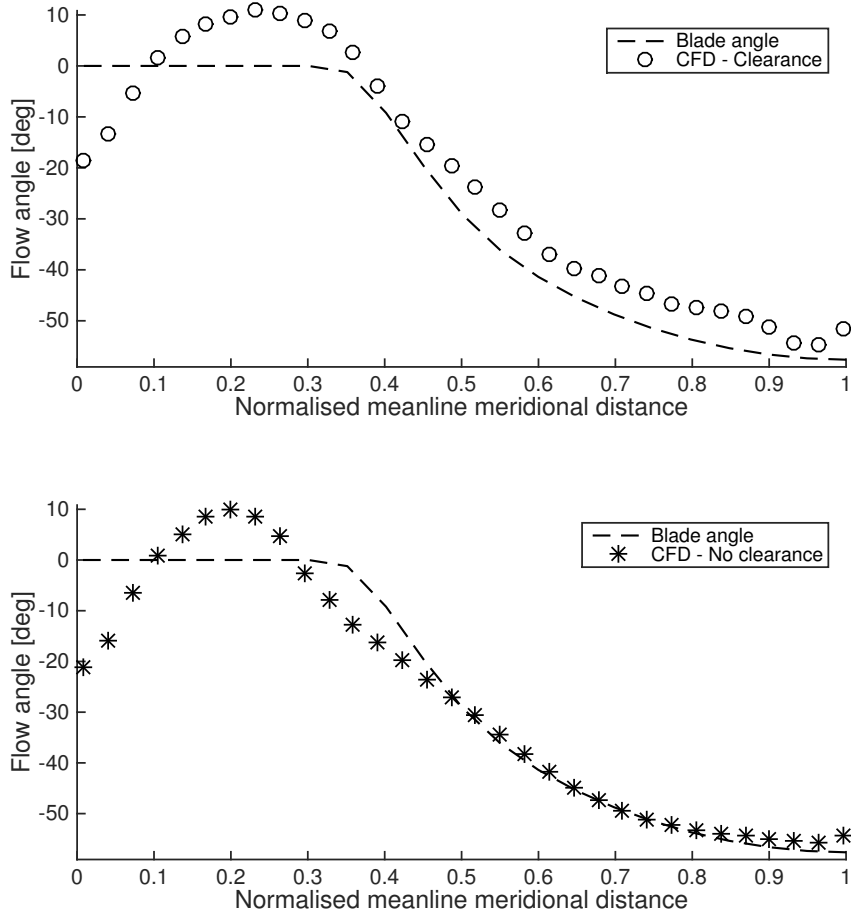 10
0
-10
-20
-30
-40
-50
Flow angle [deg]
Blade angle
CFD - Clearance
0 0.1 0.2 0.3 0.4 0.5 0.6 0.7 0.8 0.9 1
Normalised meanline meridional distance
10
0
-10
-20
-30
-40
-50
Flow angle [deg]
Blade angle
CFD - No clearance
0 0.1 0.2 0.3 0.4 0.5 0.6 0.7 0.8 0.9 1
Normalised meanline meridional distance